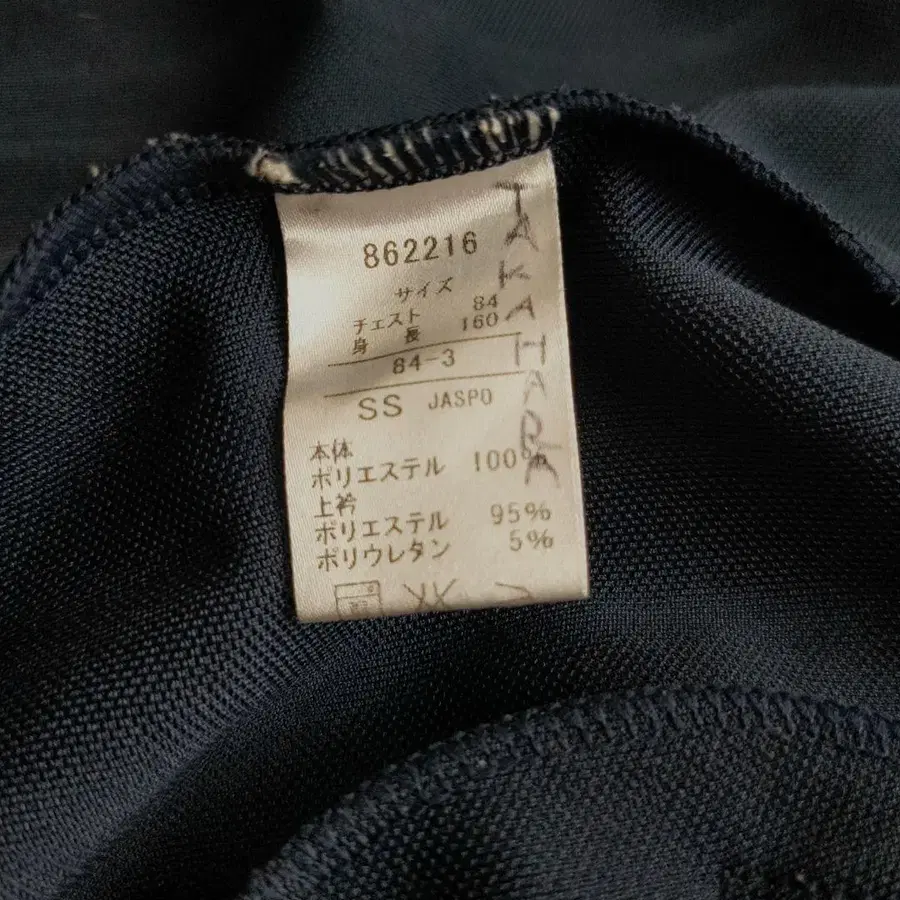 862216
サイズ
チェスト 84
身長 160
84-3
SS JASPO
本体
ポリエステル 100%
上衿
ポリエステル 95%
ポリウレタン 5%
TAKAHARA